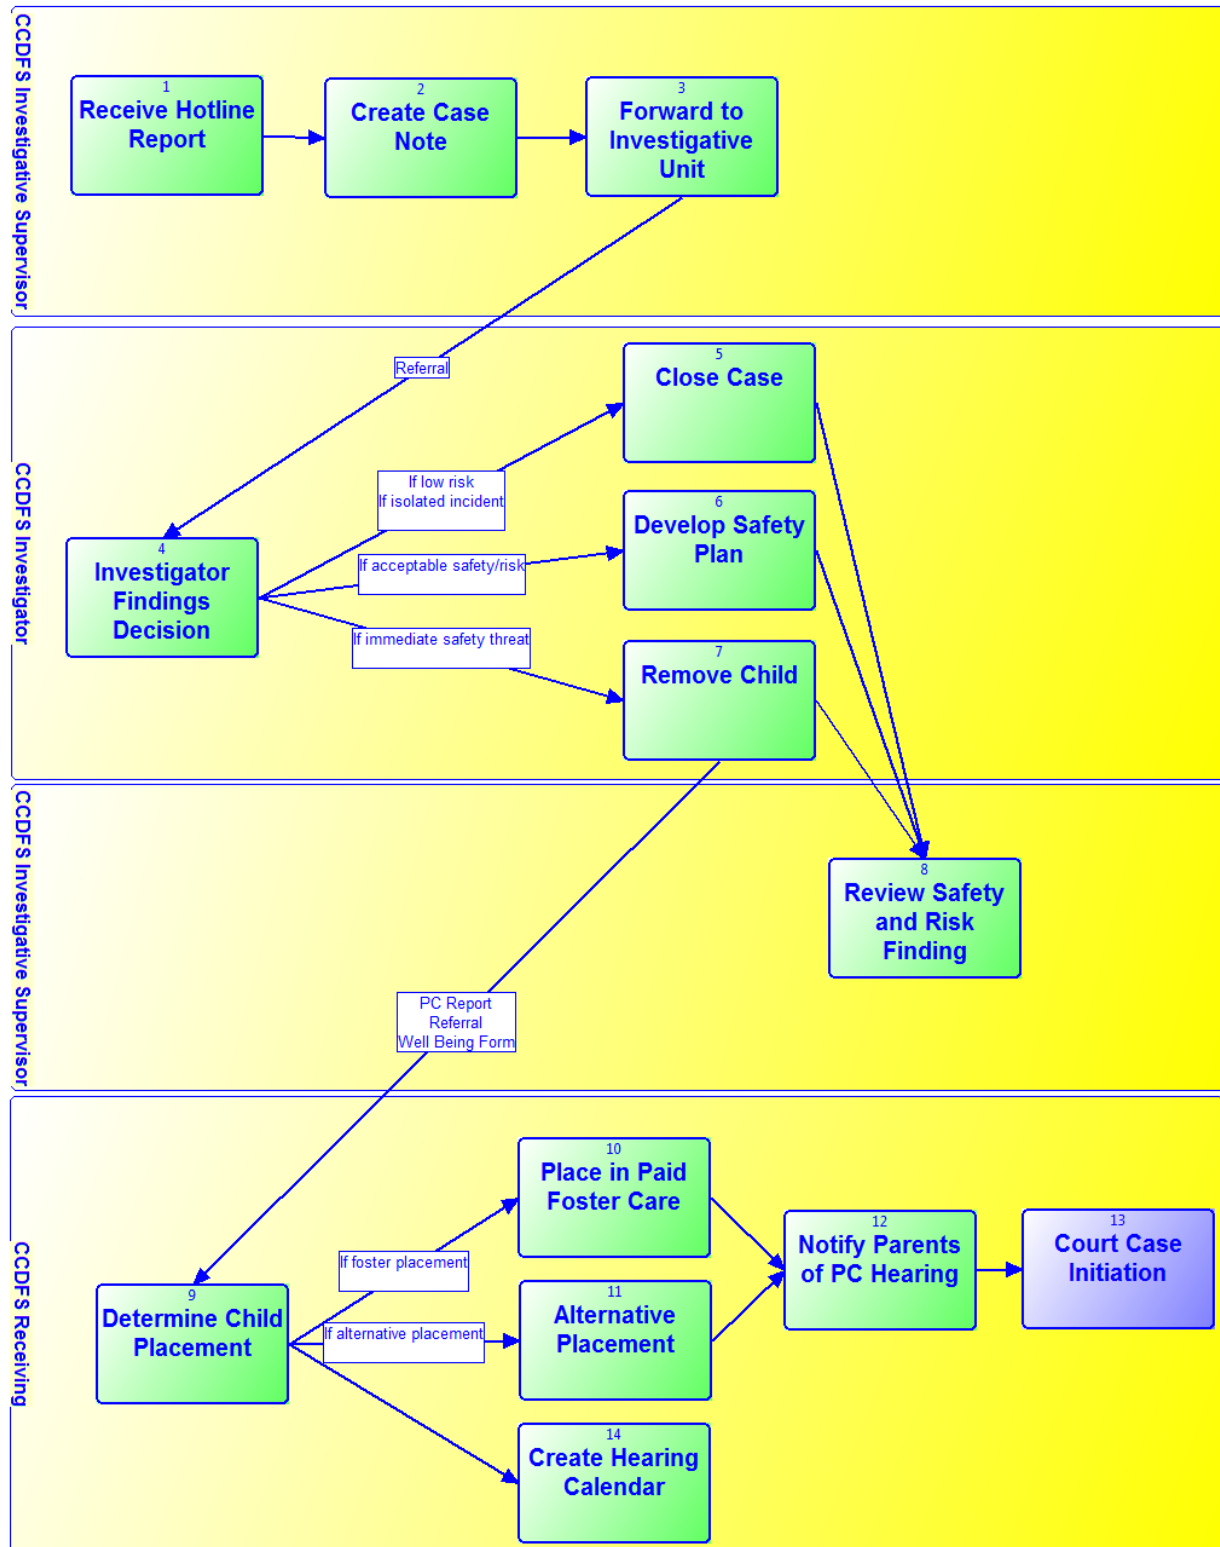 CCDFS Investigative Supervisor
1
Receive Hotline
Report
2
Create Case
Note
3
Forward to
Investigative
Unit
Referral
CCDFS Investigator
4
Investigator
Findings
Decision
If low risk
If isolated incident
If acceptable safety/risk
If immediate safety threat
5
Close Case
6
Develop Safety
Plan
7
Remove Child
CCDFS Investigative Supervisor
8
Review Safety
and Risk
Finding
PC Report
Referral
Well Being Form
CCDFS Receiving
9
Determine Child
Placement
If foster placement
If alternative placement
10
Place in Paid
Foster Care
11
Alternative
Placement
14
Create Hearing
Calendar
12
Notify Parents
of PC Hearing
13
Court Case
Initiation